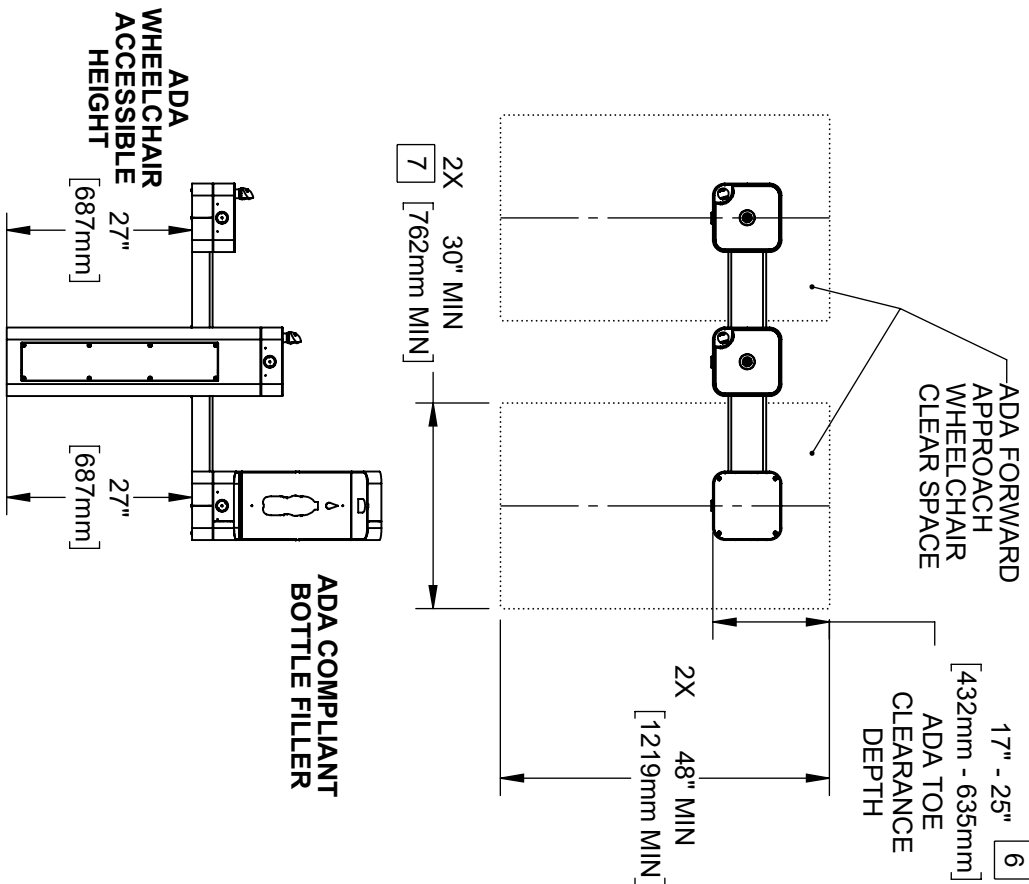 ADA FORWARD
APPROACH
WHEELCHAIR
CLEAR SPACE
17" - 25"
[432mm - 635mm]
6
ADA TOE
CLEARANCE
DEPTH
2X
48" MIN
[1219mm MIN]
2X
30" MIN
7
[762mm MIN]
ADA
WHEELCHAIR
ACCESSIBLE
HEIGHT
27"
[687mm]
27"
[687mm]
ADA COMPLIANT
BOTTLE FILLER